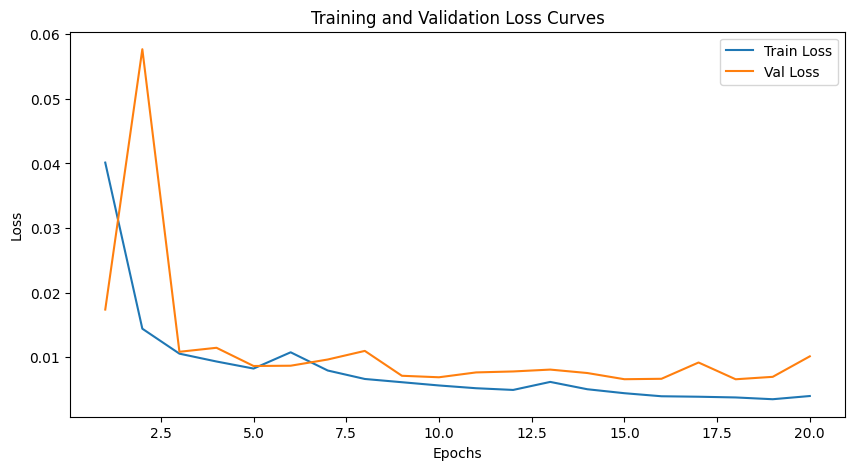 Training and Validation Loss Curves
Train Loss
Val Loss
0.06
0.05
0.04
0.03
0.02
0.01
Loss
2.5
5.0
7.5
10.0
12.5
15.0
17.5
20.0
Epochs